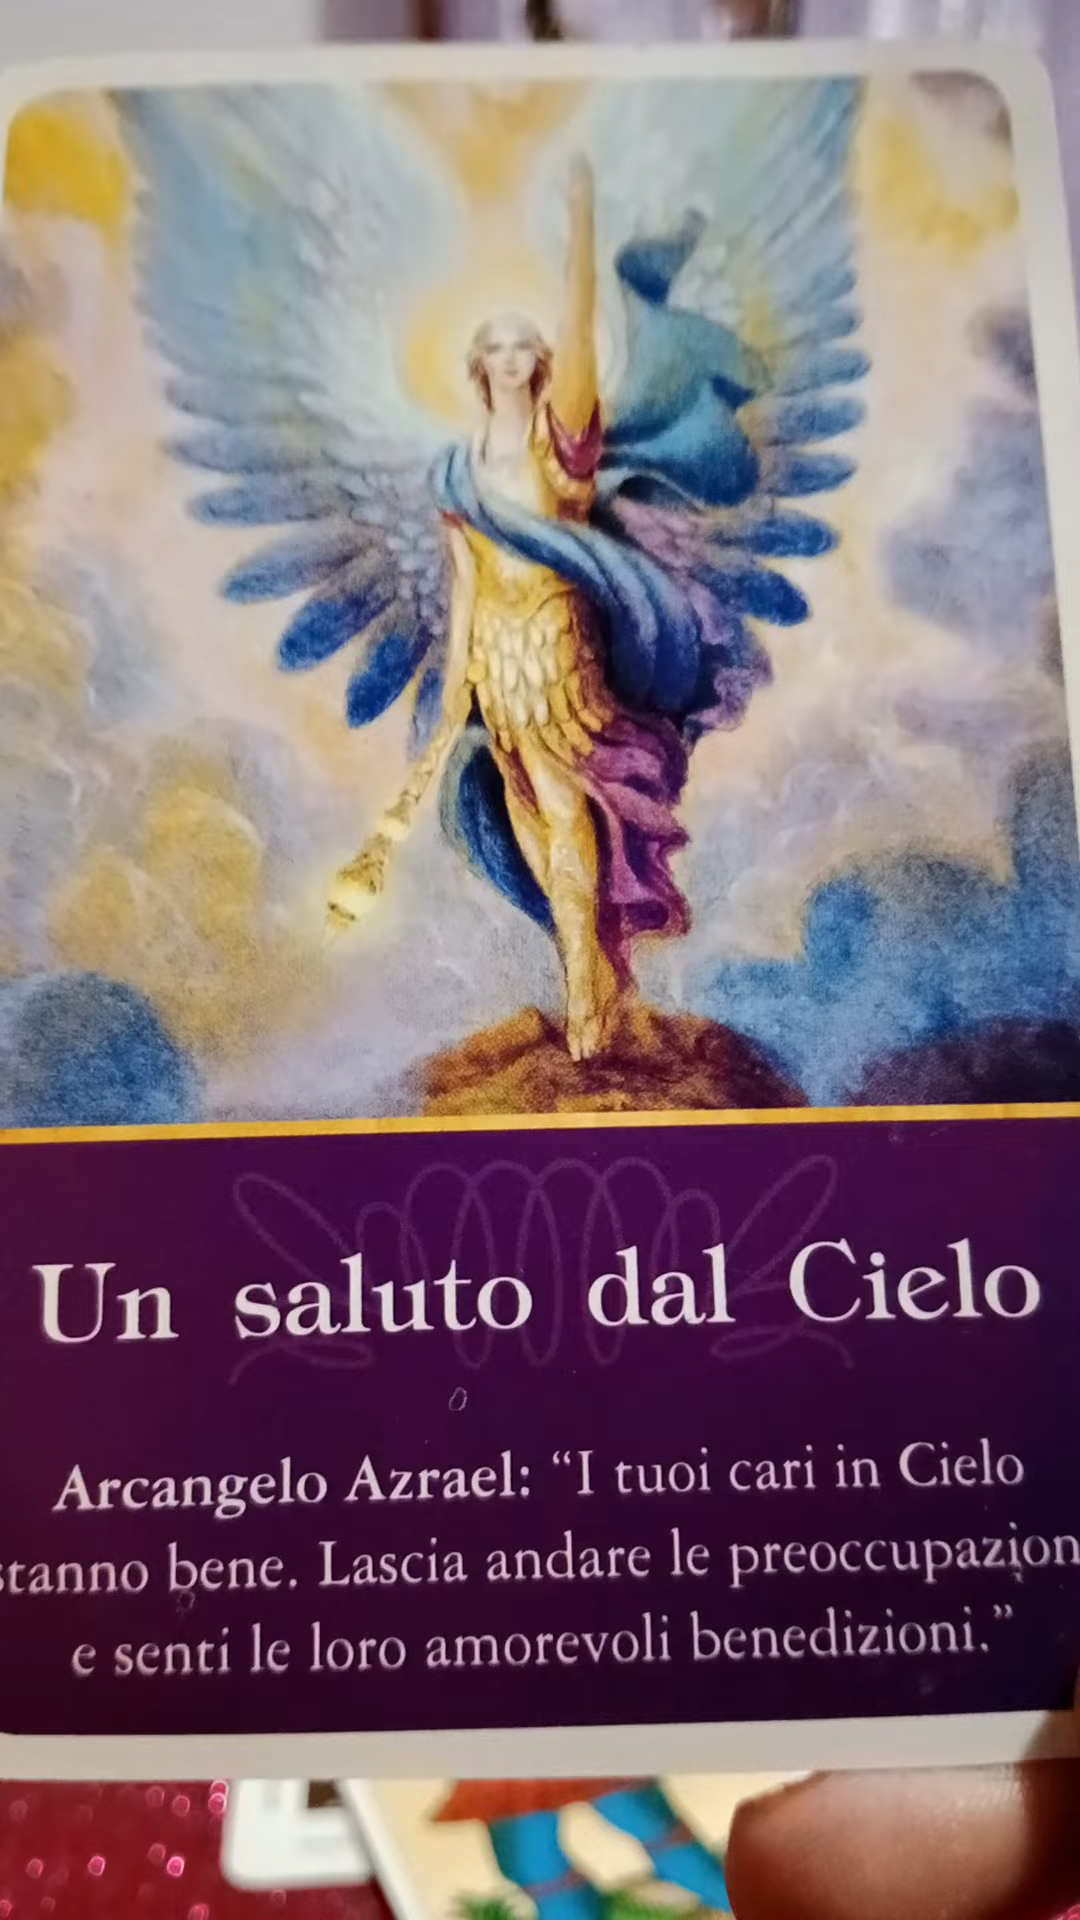 Un saluto dal Cielo
Arcangelo Azrael: “I tuoi cari in Cielo
stanno bene. Lascia andare le preoccupazion
e senti le loro amorevoli benedizioni.”